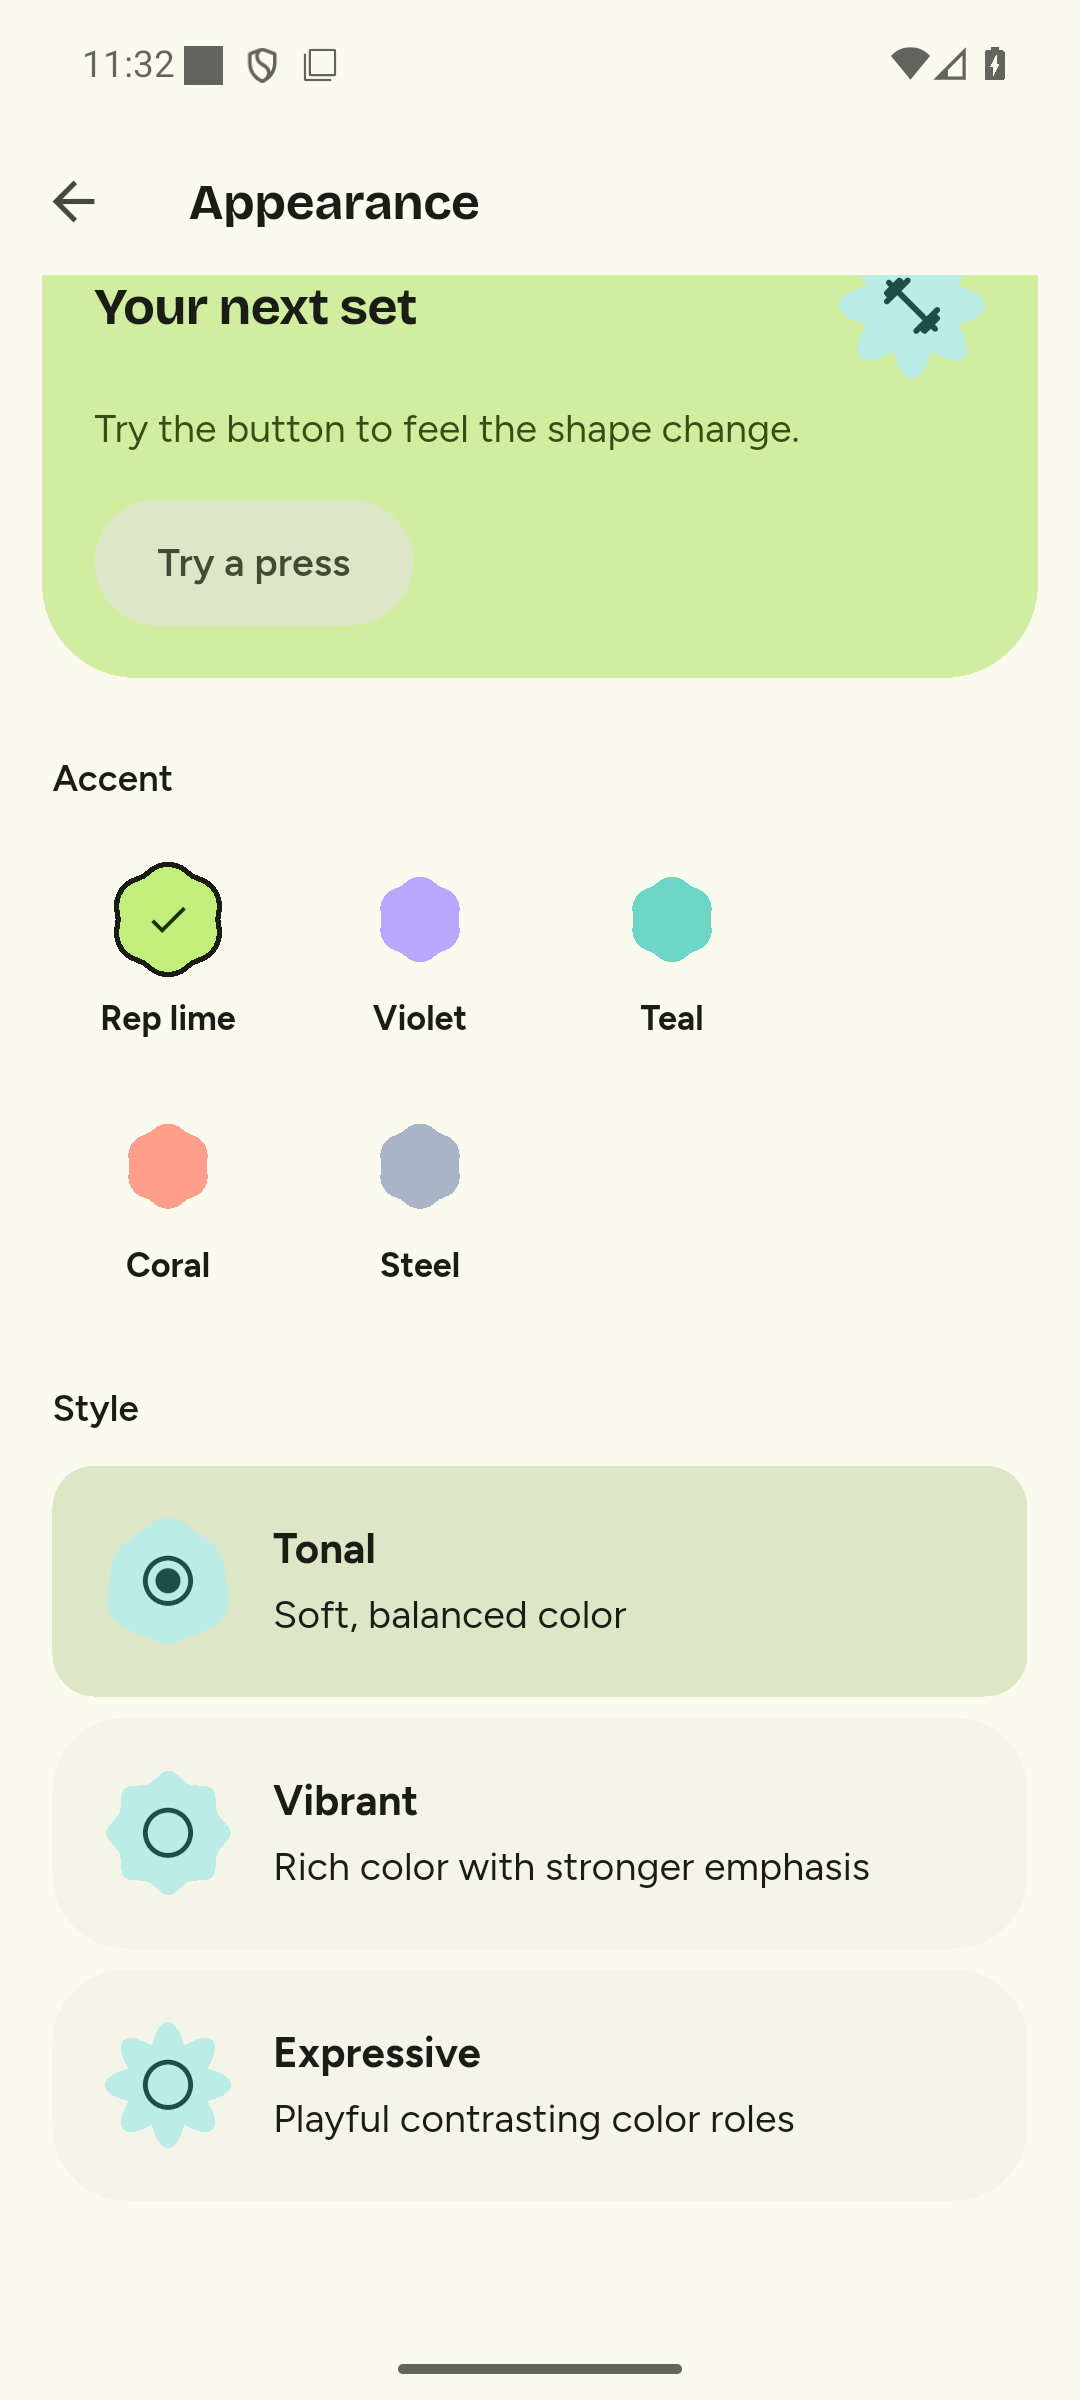 11:32
Appearance
Your next set
Try the button to feel the shape change.
Try a press
Accent
Rep lime
Violet
Teal
Coral
Steel
Style
Tonal
Soft, balanced color
Vibrant
Rich color with stronger emphasis
Expressive
Playful contrasting color roles